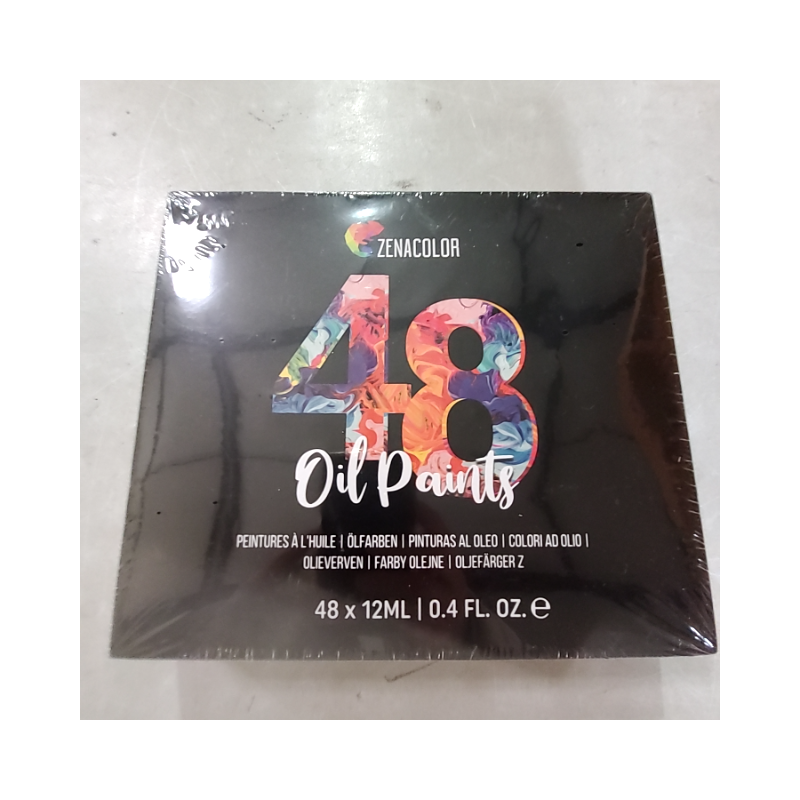 ZENACOLOR
48
Oil Paints
PEINTURES À L'HUILE | ÖLFARBEN | PINTURAS AL OLEO | COLORI AD OLIO |
OLIEVERVEN | FARBY OLEJNE | OLJEFÄRGER Z
48 x 12ML | 0.4 FL. OZ. ℮